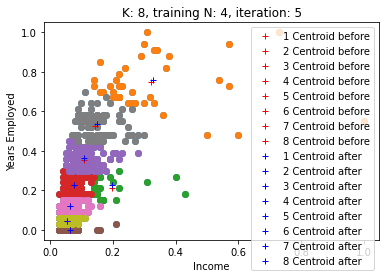 K: 8, training N: 4, iteration: 5
Years Employed
1.0
0.8
0.6
0.4
0.2
0.0
1 Centroid before
2 Centroid before
3 Centroid before
4 Centroid before
5 Centroid before
6 Centroid before
7 Centroid before
8 Centroid before
1 Centroid after
2 Centroid after
3 Centroid after
4 Centroid after
5 Centroid after
6 Centroid after
7 Centroid after
8 Centroid after
0.0 0.2 0.4 0.6 0.8 1.0
Income